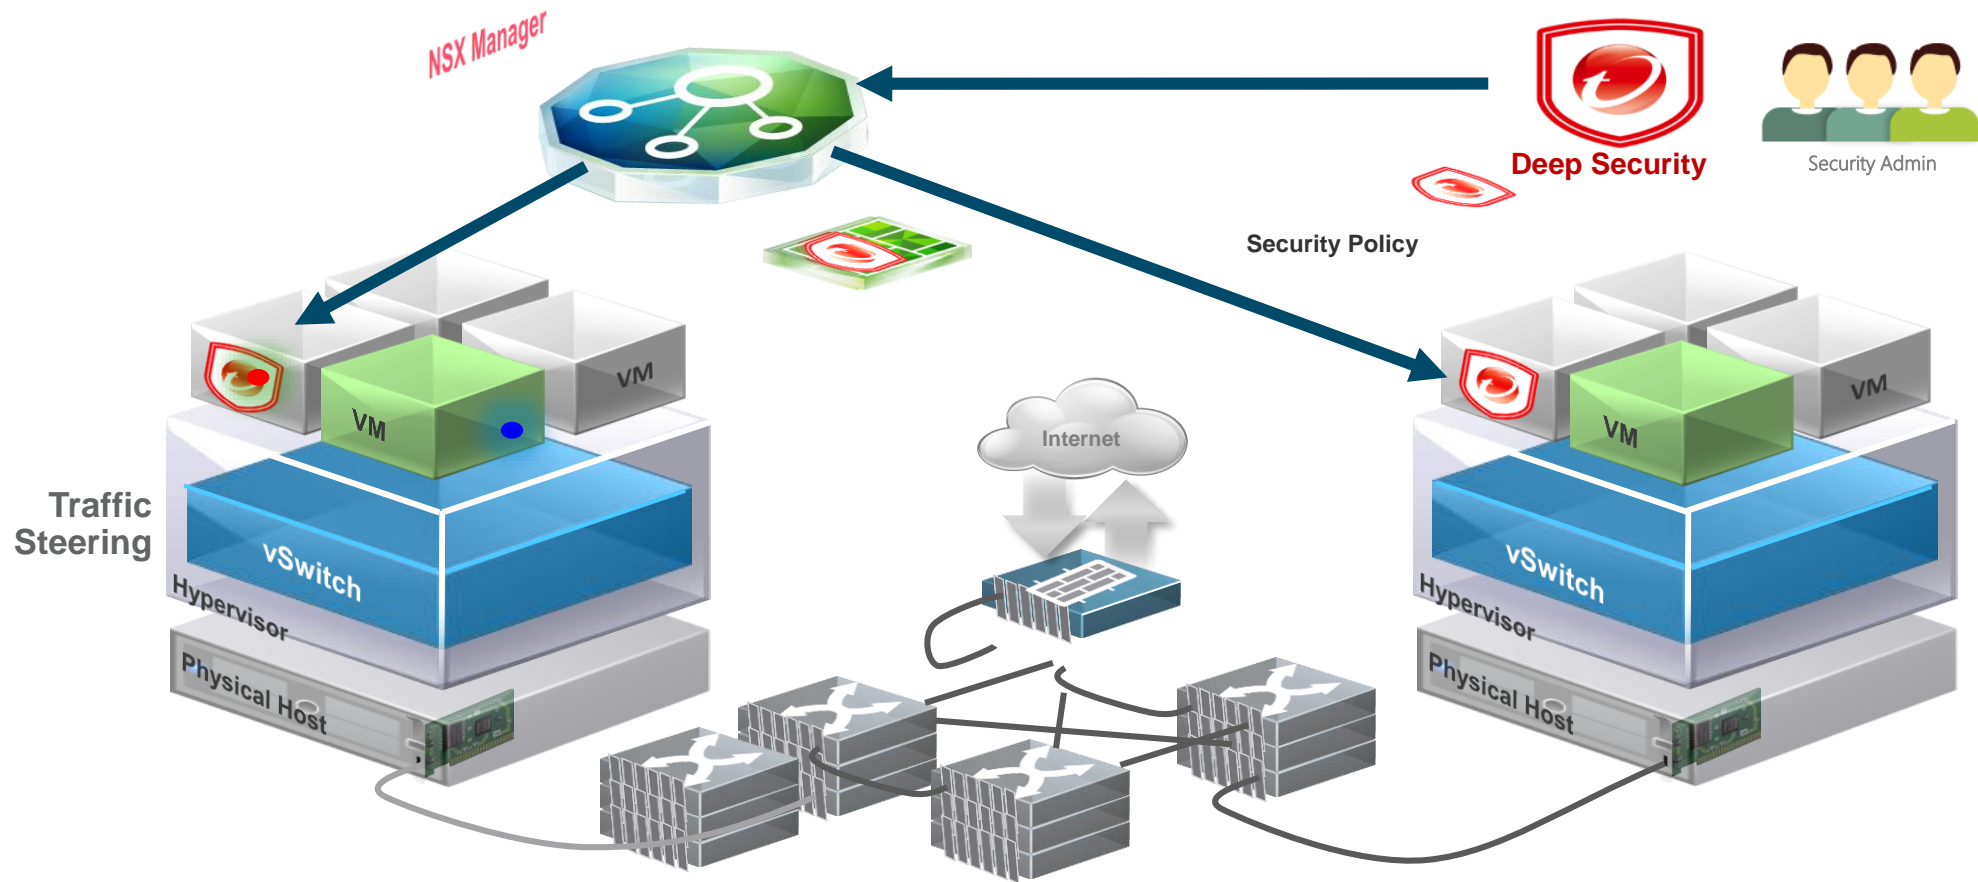 NSX Manager
Deep Security
Security Admin
Security Policy
VM
VM
VM
VM
Internet
Traffic
Steering
vSwitch
vSwitch
Hypervisor
Hypervisor
Physical Host
Physical Host